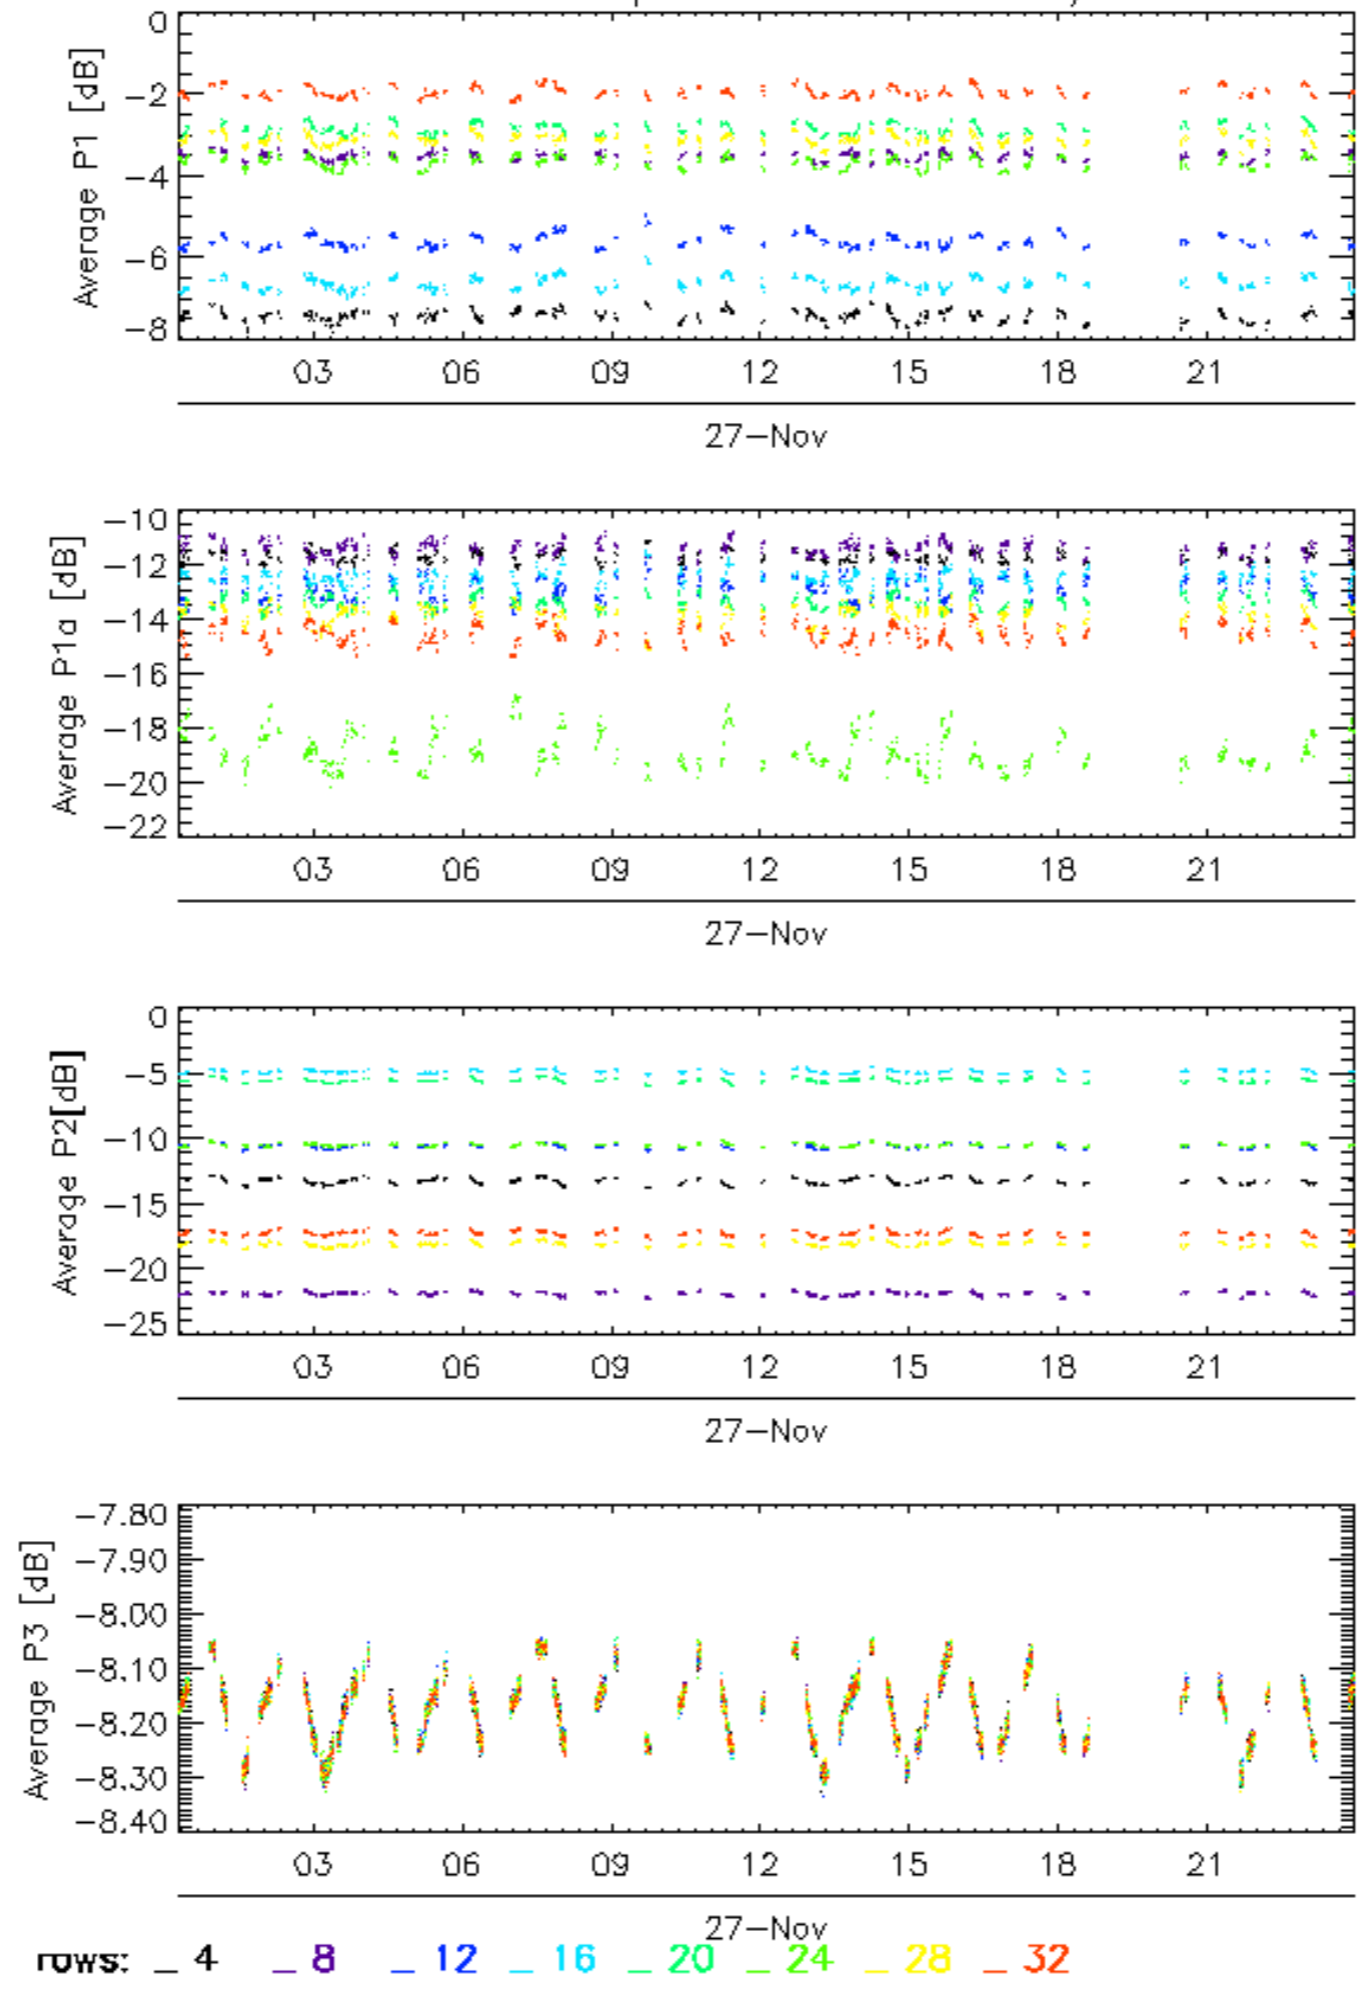 0
Average P1 [dB]
-2
-4
-6
-8
03 06 09 12 15 18 21
27-Nov
-10
Average P1a [dB]
-12
-14
-16
-18
-20
-22
03 06 09 12 15 18 21
27-Nov
0
Average P2[dB]
-5
-10
-15
-20
-25
03 06 09 12 15 18 21
27-Nov
-7.80
Average P3 [dB]
-7.90
-8.00
-8.10
-8.20
-8.30
-8.40
03 06 09 12 15 18 21
27-Nov
rows: _ 4 _ 8 _ 12 _ 16 _ 20 _ 24 _ 28 _ 32